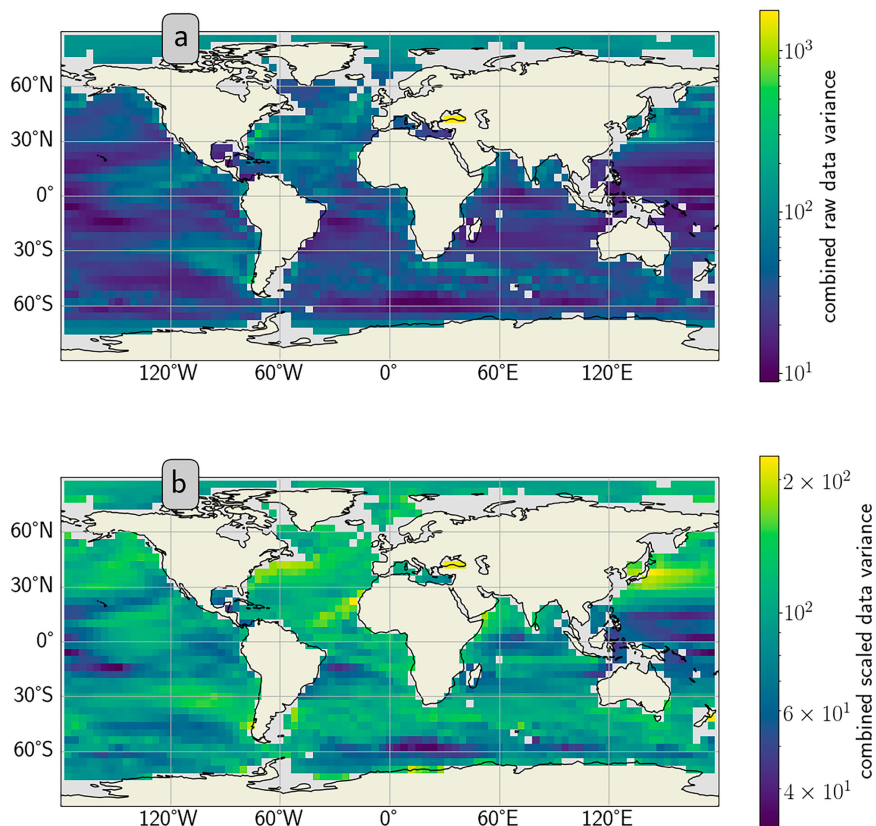 a
60°N
30°N
0°
30°S
60°S
120°W
60°W
0°
60°E
120°E
10³
10²
10¹
combined raw data variance
b
60°N
30°N
0°
30°S
60°S
120°W
60°W
0°
60°E
120°E
2 × 10²
10²
6 × 10¹
4 × 10¹
combined scaled data variance